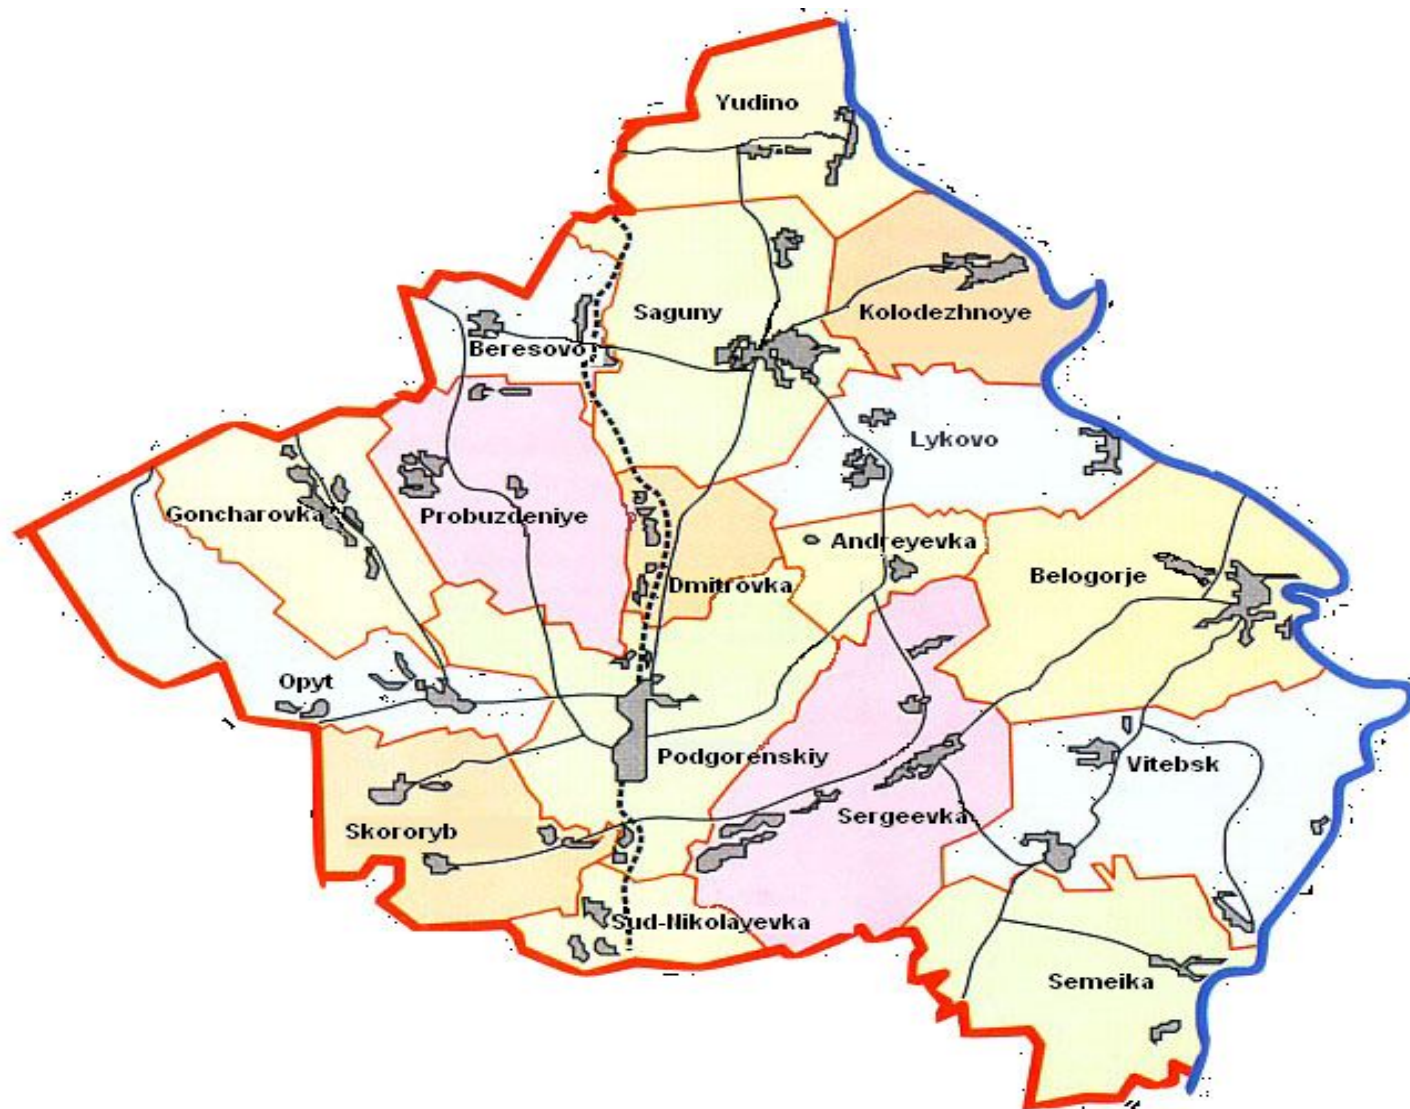 Yudino
Saguny
Kolodezhnoye
Beresovo
Lykovo
Goncharovka
Probuzdeniye
Andreyevka
Dmitrovka
Belogorje
Opyt
Podgorenskiy
Vitebsk
Skororyb
Sergeevka
Sud-Nikolayevka
Semeika